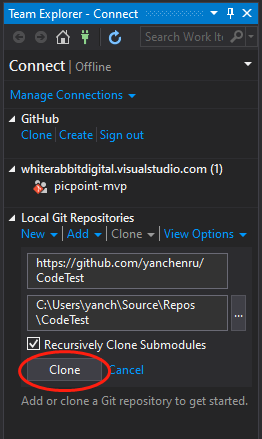 Team Explorer - Connect
Search Work Ite
Connect | Offline
Manage Connections
GitHub
Clone | Create | Sign out
whiterabbitdigital.visualstudio.com (1)
picpoint-mvp
Local Git Repositories
New | Add | Clone | View Options
https://github.com/yanchenru/
CodeTest
C:\Users\yanch\Source\Repos
\CodeTest
...
Recursively Clone Submodules
Clone Cancel
Add or clone a Git repository to get started.